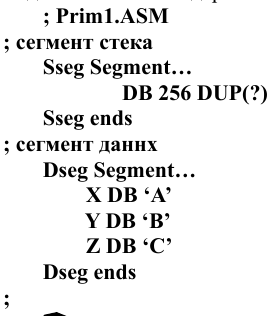 ; Prim1.ASM
; сегмент стека
Sseg Segment…
DB 256 DUP(?)
Sseg ends
; сегмент даннх
Dseg Segment…
X DB ‘A’
Y DB ‘B’
Z DB ‘C’
Dseg ends
;